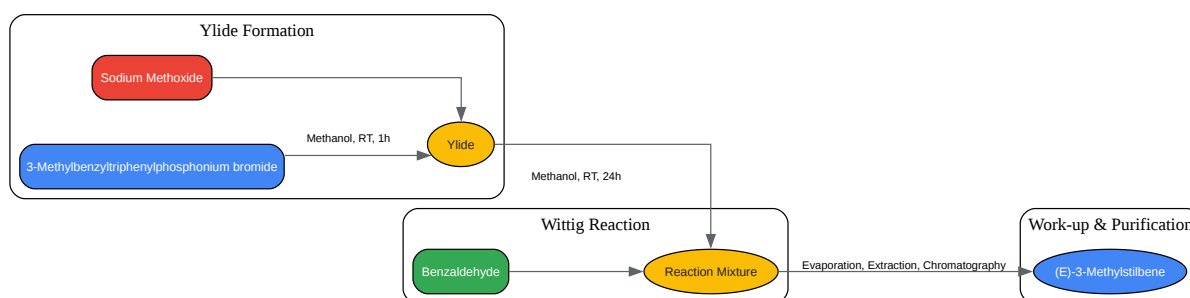 Ylide Formation
Sodium Methoxide
Methanol, RT, 1h
Ylide
3-Methylbenzyltriphenylphosphonium bromide
Methanol, RT, 24h
Wittig Reaction
Work-up & Purification
Benzaldehyde
Reaction Mixture
Evaporation, Extraction, Chromatography
(E)-3-Methylstilbene